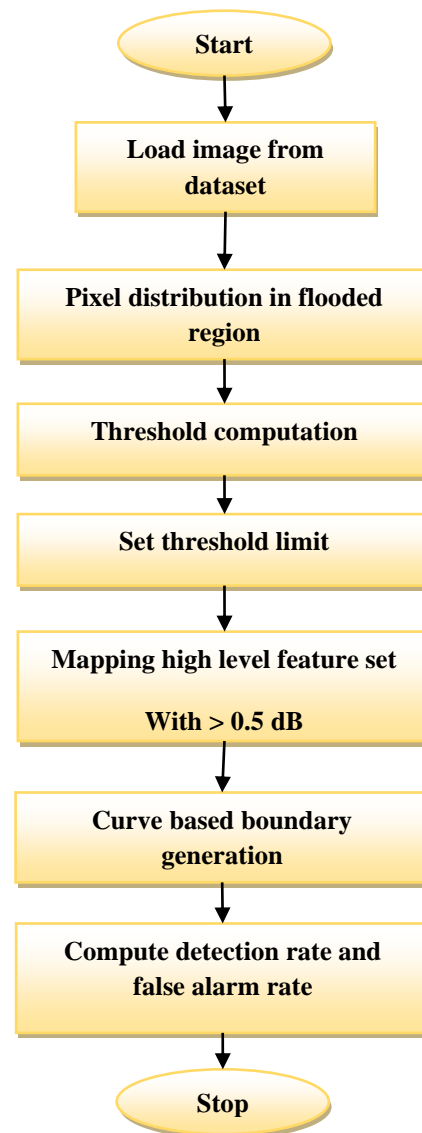 Start
Load image from
dataset
Pixel distribution in flooded
region
Threshold computation
Set threshold limit
Mapping high level feature set
With > 0.5 dB
Curve based boundary
generation
Compute detection rate and
false alarm rate
Stop